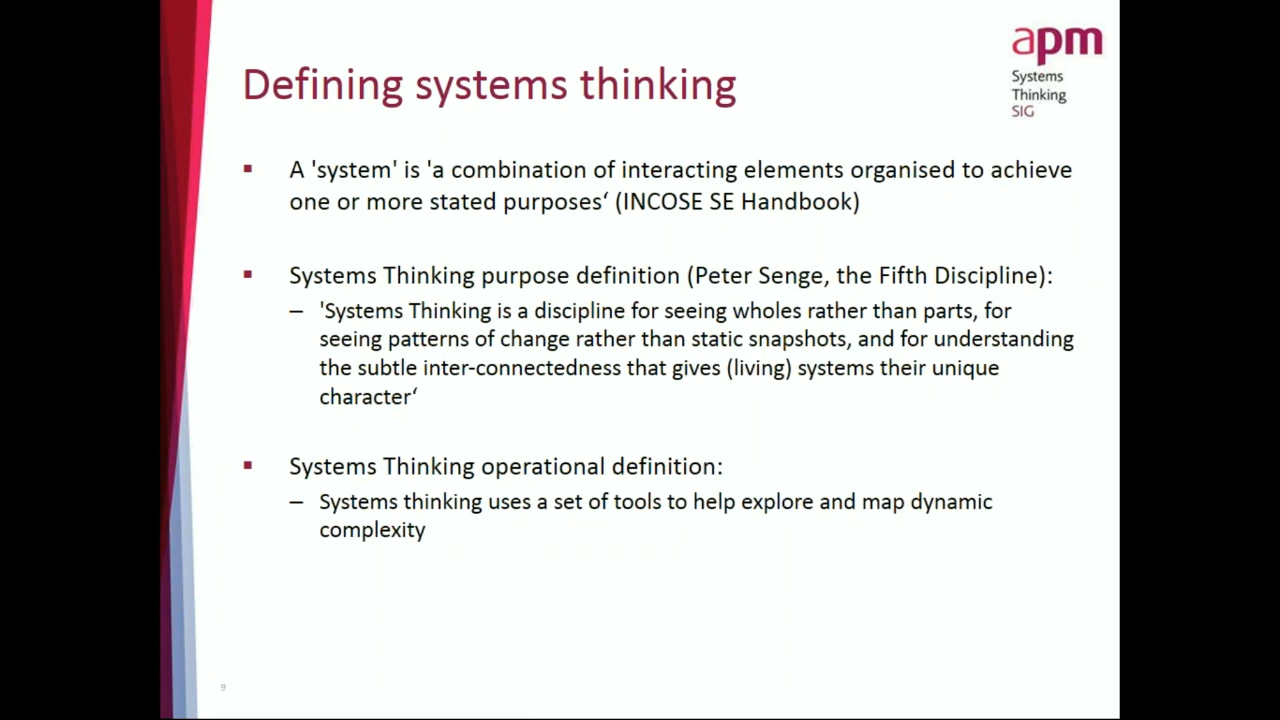 apm
Systems
Thinking
SIG
Defining systems thinking
▪ A 'system' is 'a combination of interacting elements organised to achieve
one or more stated purposes‘ (INCOSE SE Handbook)
▪ Systems Thinking purpose definition (Peter Senge, the Fifth Discipline):
– 'Systems Thinking is a discipline for seeing wholes rather than parts, for
seeing patterns of change rather than static snapshots, and for understanding
the subtle inter-connectedness that gives (living) systems their unique
character‘
▪ Systems Thinking operational definition:
– Systems thinking uses a set of tools to help explore and map dynamic
complexity
9